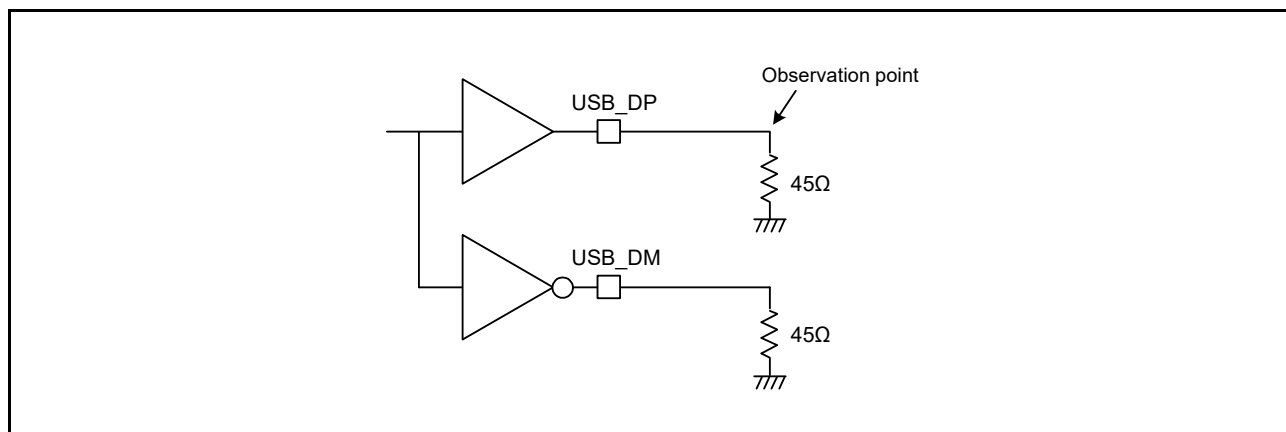 Observation point
USB_DP
45Ω
USB_DM
45Ω